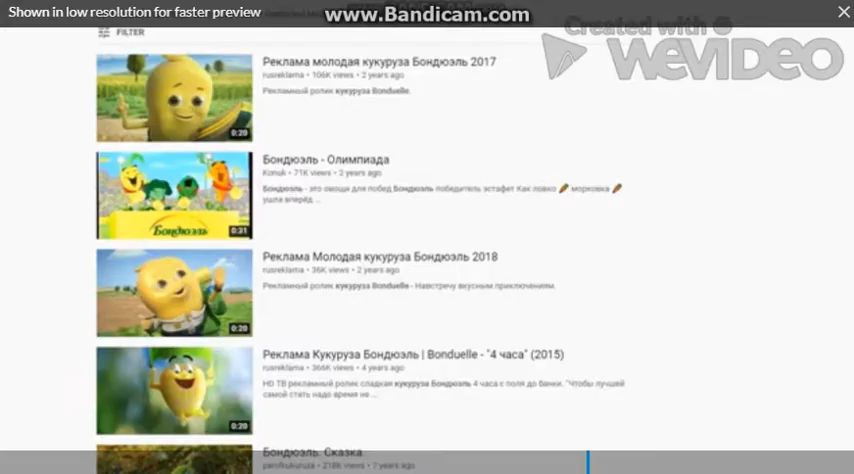 Shown in low resolution for faster preview
www.Bandicam.com
Created with
WEVIDEO
FILTER
Реклама молодая кукуруза Бондюэль 2017
rusreklama • 106K views • 2 years ago
Рекламный ролик кукуруза Bonduelle.
0:20
Бондюэль - Олимпиада
Konuk • 71K views • 2 years ago
Бондюэль - это овощи для побед Бондюэль победитель эстафет Как ловко 🥕 морковка 🥕
ушла вперёд ...
Бондюэль
0:31
Реклама Молодая кукуруза Бондюэль 2018
rusreklama • 36K views • 2 years ago
Рекламный ролик кукуруза Bonduelle - Навстречу вкусным приключениям.
0:20
Реклама Кукуруза Бондюэль | Bonduelle - "4 часа" (2015)
rusreklama • 366K views • 4 years ago
HD ТВ рекламный ролик сладкая кукуруза Бондюэль 4 часа с поля до банки. "Чтобы лучшей
самой стать надо время не ...
0:20
Бондюэль. Сказка.
218K views • 7 years ago